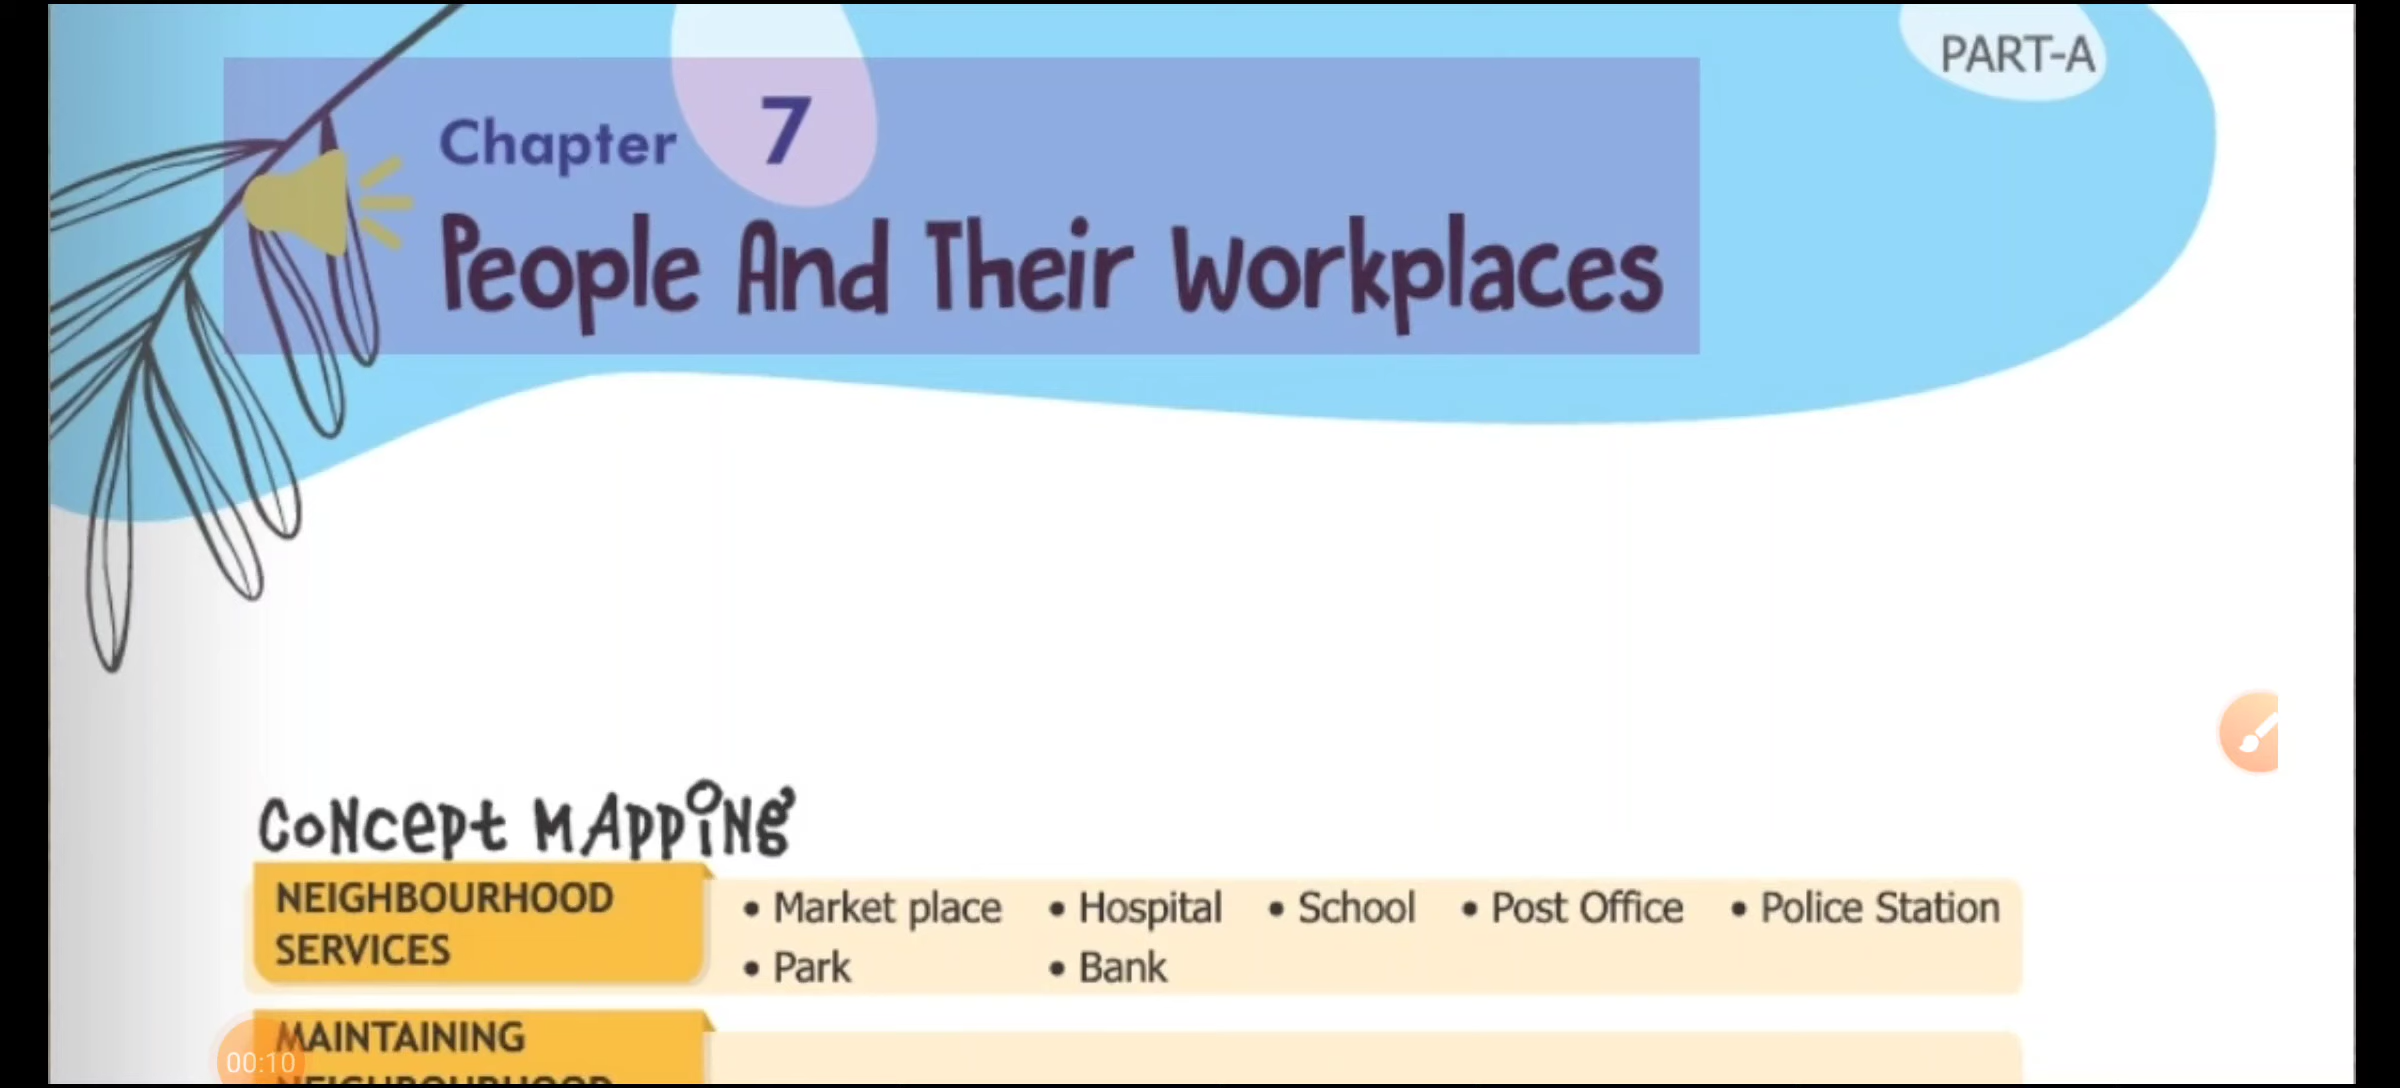 PART-A
Chapter 7
People And Their Workplaces
Concept Mapping
NEIGHBOURHOOD
SERVICES
• Market place • Hospital • School • Post Office • Police Station
• Park • Bank
MAINTAINING
NEIGHBOURHOOD
00:10